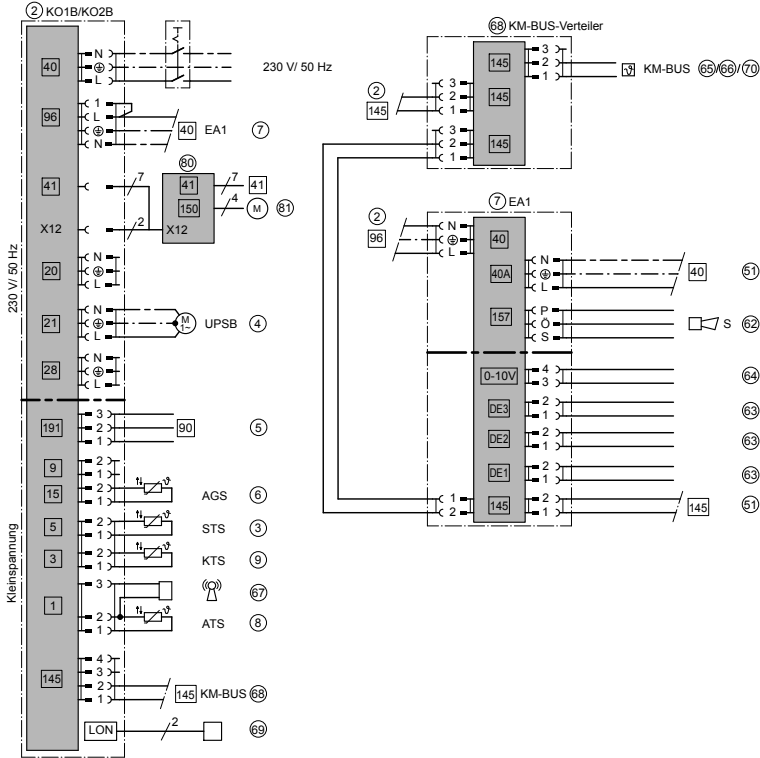 2 KO1B/KO2B
40
N
L
230 V/ 50 Hz
96
1
L
N
40 EA1 7
41
7
80
41
7
41
150
4
M 81
X12
2
X12
230 V/ 50 Hz
20
N
L
21
N
L
M
1~
UPSB 4
28
N
L
191
3
2
1
90 5
Kleinspannung
9
2
1
15
2
1
ϑ
AGS 6
5
2
1
ϑ
STS 3
3
2
1
ϑ
KTS 9
1
3
67
2
1
ϑ
ATS 8
145
4
3
2
1
145 KM-BUS 68
LON
2
69
68 KM-BUS-Verteiler
145
3
2
1
ϑ KM-BUS 65/66/70
2
145
3
2
1
145
3
2
1
145
7 EA1
2
96
N
L
40
40A
N
L
40 51
157
P
Ö
S
S 62
0-10V
4
3
64
DE3
2
1
63
DE2
2
1
63
DE1
2
1
63
1
2
145
2
1
145 51